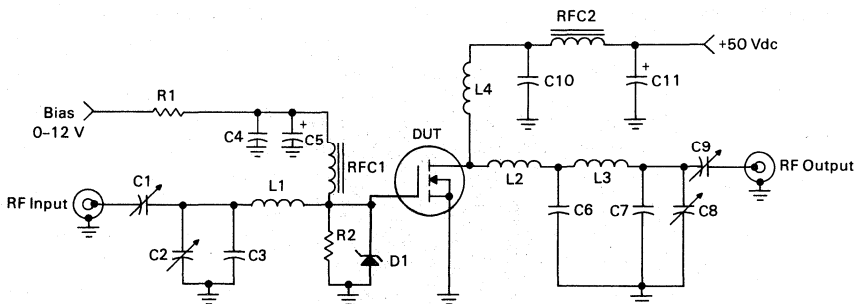 RFC2
+50 Vdc
L4
C10
+
C11
R1
Bias
0–12 V
C4
+
C5
RFC1
DUT
C9
RF Output
L2
L3
C1
L1
RF Input
C6
C7
C8
C2
C3
R2
D1